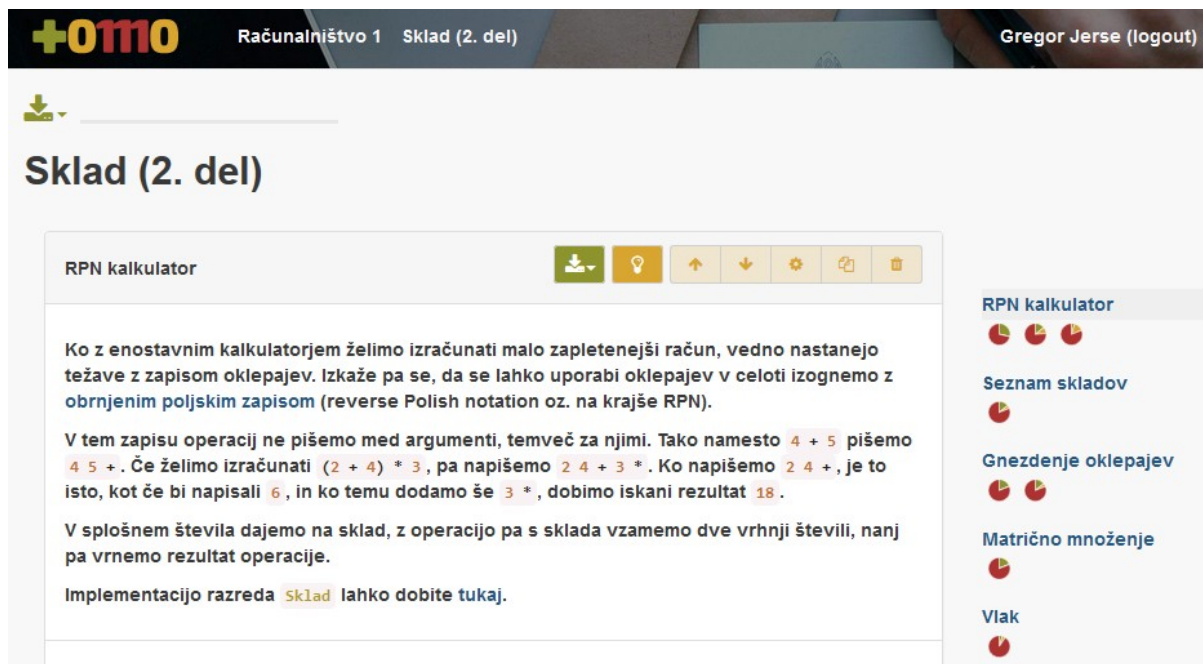 +01110
Računalništvo 1 Sklad (2. del)
Gregor Jerse (logout)
Sklad (2. del)
RPN kalkulator
Ko z enostavnim kalkulatorjem želimo izračunati malo zapletenejši račun, vedno nastanejo
težave z zapisom oklepajev. Izkaže pa se, da se lahko uporabi oklepajev v celoti izognemo z
obrnjenim poljskim zapisom (reverse Polish notation oz. na krajše RPN).
V tem zapisu operacij ne pišemo med argumenti, temveč za njimi. Tako namesto 4 + 5 pišemo
4 5 +. Če želimo izračunati (2 + 4) * 3, pa napišemo 2 4 + 3 *. Ko napišemo 2 4 +, je to
isto, kot če bi napisali 6, in ko temu dodamo še 3 *, dobimo iskani rezultat 18.
V splošnem števila dajemo na sklad, z operacijo pa s sklada vzamemo dve vrhnji števili, nanj
pa vrnemo rezultat operacije.
Implementacijo razreda Sklad lahko dobite tukaj.
RPN kalkulator
Seznam skladov
Gnezdenje oklepajev
Matrično množenje
Vlak